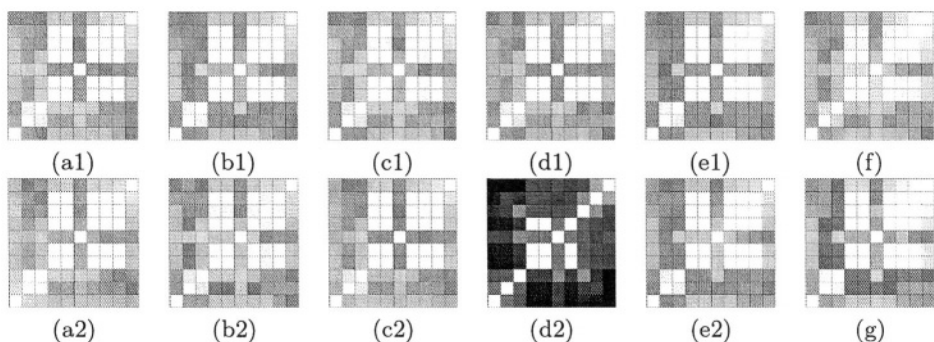 (a1) (b1) (c1) (d1) (e1) (f)
(a2) (b2) (c2) (d2) (e2) (g)